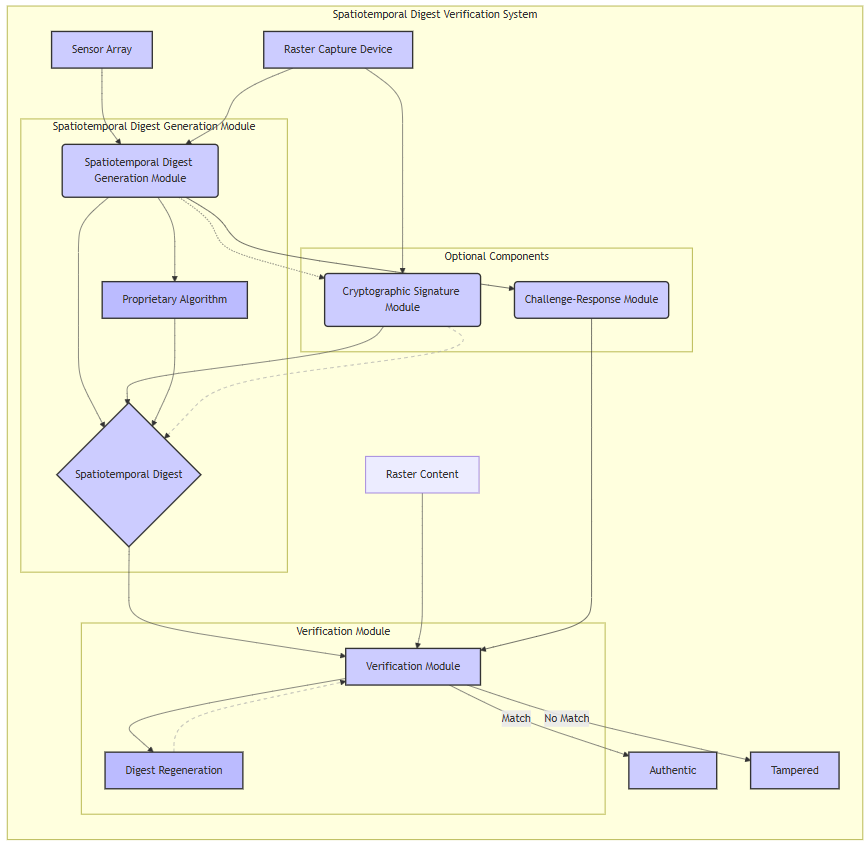 Spatiotemporal Digest Verification System
Sensor Array
Raster Capture Device
Spatiotemporal Digest Generation Module
Spatiotemporal Digest
Generation Module
Optional Components
Proprietary Algorithm
Cryptographic Signature
Module
Challenge-Response Module
Spatiotemporal Digest
Raster Content
Verification Module
Verification Module
Match
No Match
Digest Regeneration
Authentic
Tampered